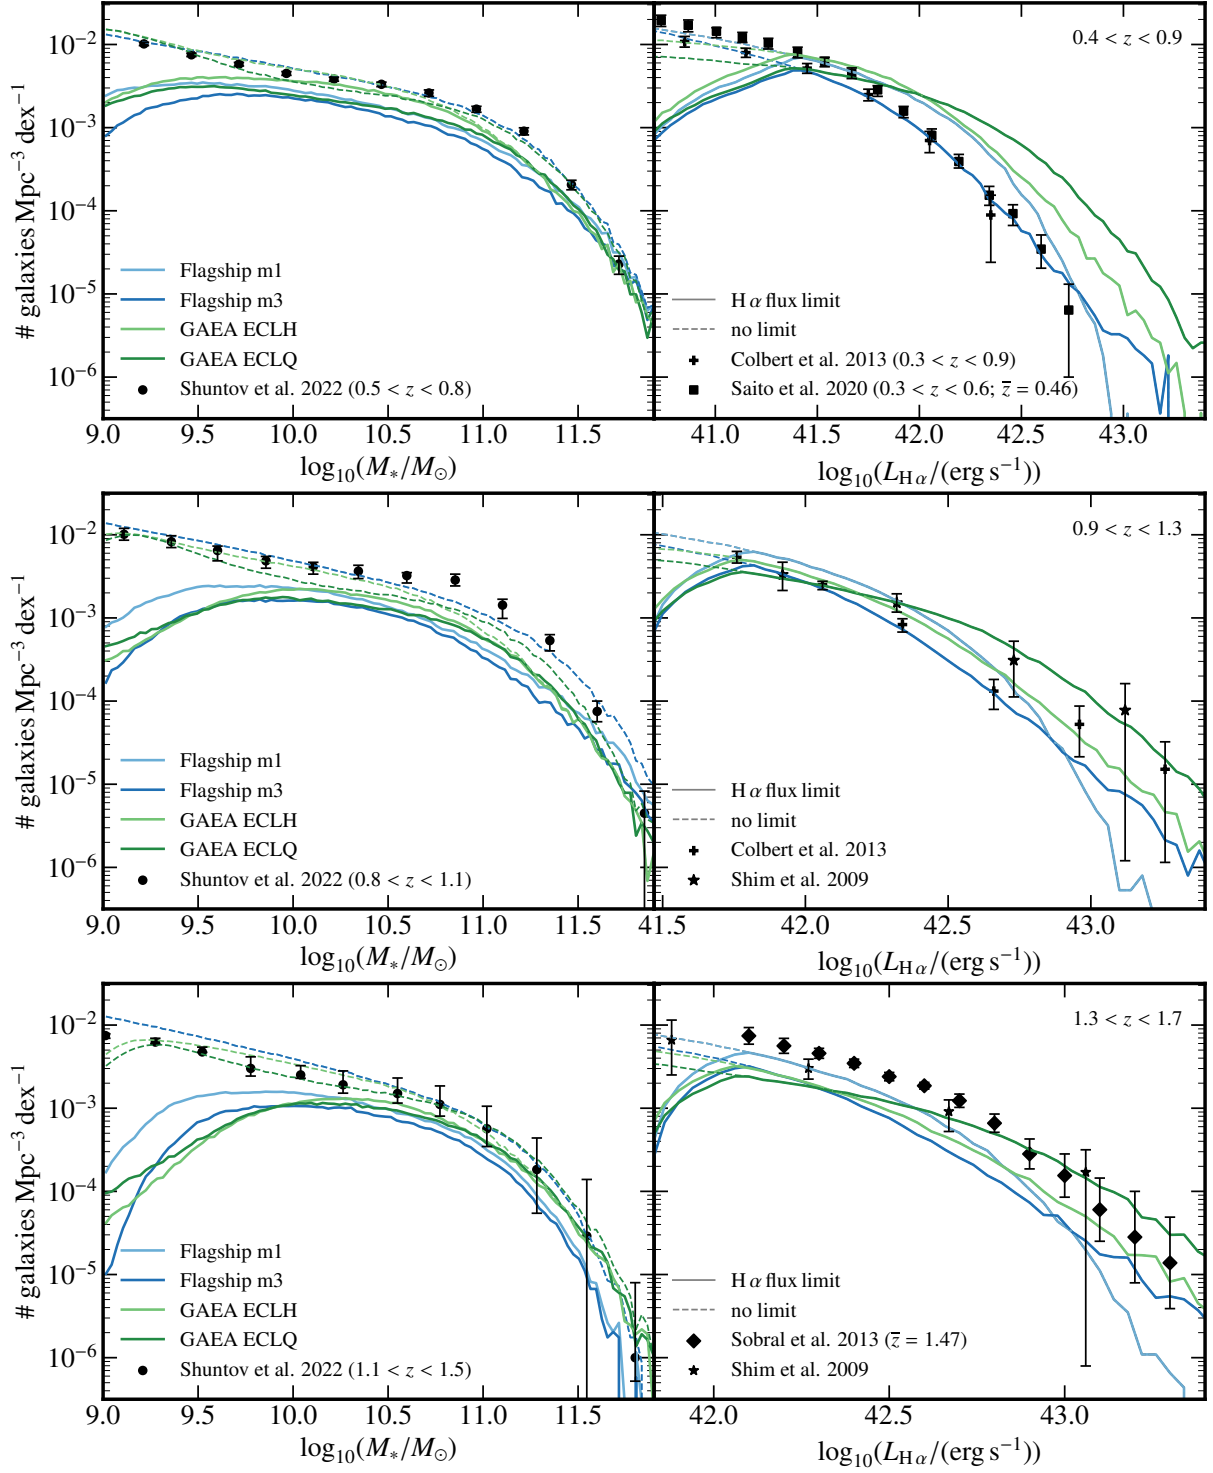 # galaxies Mpc⁻³ dex⁻¹
10⁻²
10⁻³
10⁻⁴
10⁻⁵
10⁻⁶
Flagship m1
Flagship m3
GAEA ECLH
GAEA ECLQ
Shuntov et al. 2022 (0.5 < z < 0.8)
9.0 9.5 10.0 10.5 11.0 11.5
log₁₀(M*/M⊙)
0.4 < z < 0.9
H α flux limit
no limit
Colbert et al. 2013 (0.3 < z < 0.9)
Saito et al. 2020 (0.3 < z < 0.6; z̄ = 0.46)
41.0 41.5 42.0 42.5 43.0
log₁₀(L_H α/(erg s⁻¹))
# galaxies Mpc⁻³ dex⁻¹
10⁻²
10⁻³
10⁻⁴
10⁻⁵
10⁻⁶
Flagship m1
Flagship m3
GAEA ECLH
GAEA ECLQ
Shuntov et al. 2022 (0.8 < z < 1.1)
9.0 9.5 10.0 10.5 11.0 11.5
log₁₀(M*/M⊙)
0.9 < z < 1.3
H α flux limit
no limit
Colbert et al. 2013
Shim et al. 2009
41.5 42.0 42.5 43.0
log₁₀(L_H α/(erg s⁻¹))
# galaxies Mpc⁻³ dex⁻¹
10⁻²
10⁻³
10⁻⁴
10⁻⁵
10⁻⁶
Flagship m1
Flagship m3
GAEA ECLH
GAEA ECLQ
Shuntov et al. 2022 (1.1 < z < 1.5)
9.0 9.5 10.0 10.5 11.0 11.5
log₁₀(M*/M⊙)
1.3 < z < 1.7
H α flux limit
no limit
Sobral et al. 2013 (z̄ = 1.47)
Shim et al. 2009
42.0 42.5 43.0
log₁₀(L_H α/(erg s⁻¹))